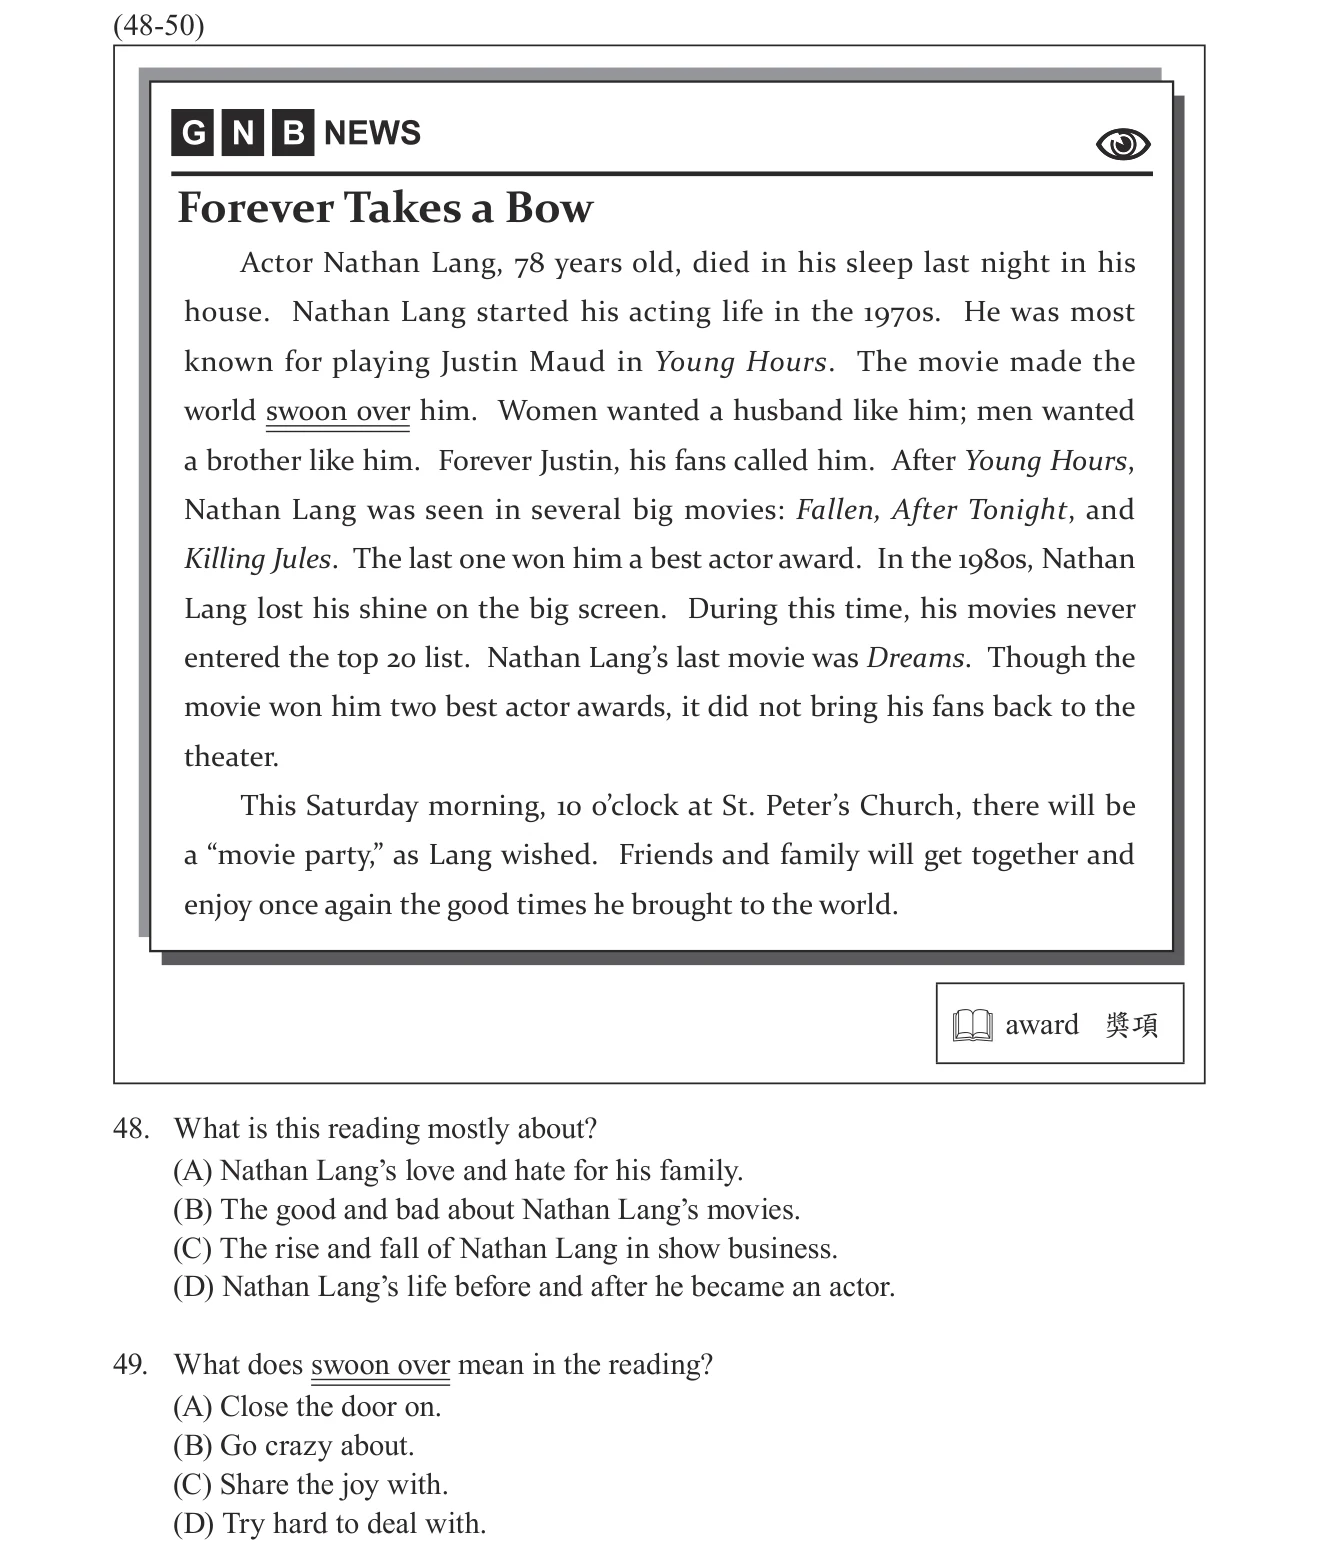 (48-50)
G N B NEWS
Forever Takes a Bow
Actor Nathan Lang, 78 years old, died in his sleep last night in his
house. Nathan Lang started his acting life in the 1970s. He was most
known for playing Justin Maud in Young Hours. The movie made the
world swoon over him. Women wanted a husband like him; men wanted
a brother like him. Forever Justin, his fans called him. After Young Hours,
Nathan Lang was seen in several big movies: Fallen, After Tonight, and
Killing Jules. The last one won him a best actor award. In the 1980s, Nathan
Lang lost his shine on the big screen. During this time, his movies never
entered the top 20 list. Nathan Lang’s last movie was Dreams. Though the
movie won him two best actor awards, it did not bring his fans back to the
theater.
This Saturday morning, 10 o’clock at St. Peter’s Church, there will be
a “movie party,” as Lang wished. Friends and family will get together and
enjoy once again the good times he brought to the world.
award 獎項
48. What is this reading mostly about?
(A) Nathan Lang’s love and hate for his family.
(B) The good and bad about Nathan Lang’s movies.
(C) The rise and fall of Nathan Lang in show business.
(D) Nathan Lang’s life before and after he became an actor.
49. What does swoon over mean in the reading?
(A) Close the door on.
(B) Go crazy about.
(C) Share the joy with.
(D) Try hard to deal with.